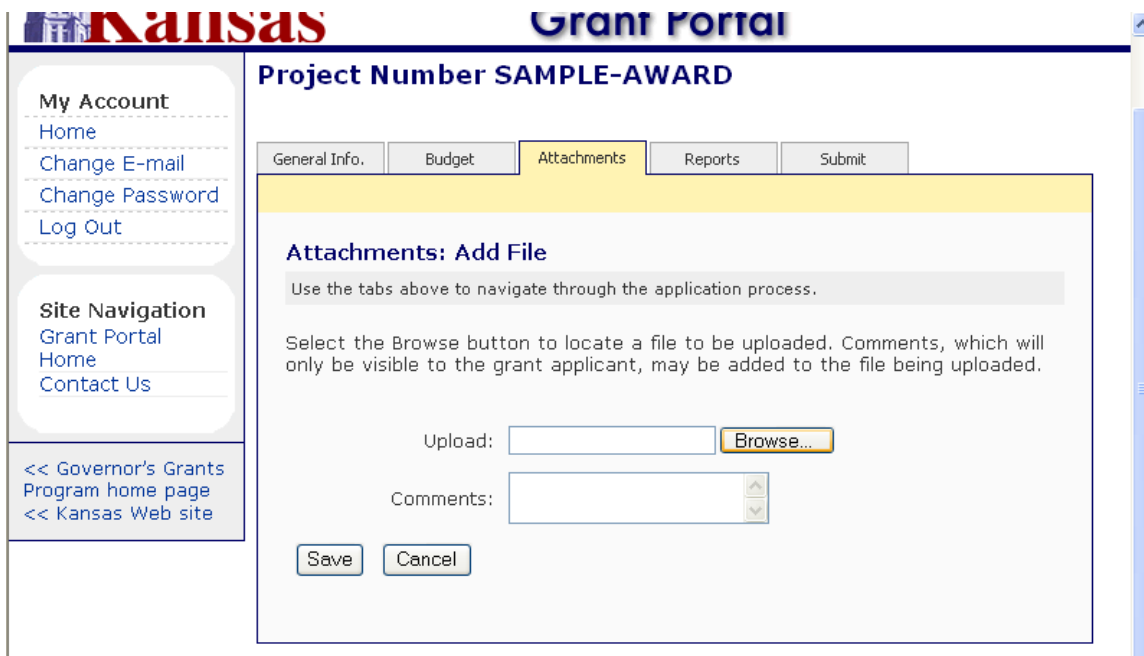 Kansas Grant Portal
Project Number SAMPLE-AWARD
My Account
Home
Change E-mail
Change Password
Log Out
Site Navigation
Grant Portal
Home
Contact Us
<< Governor's Grants
Program home page
<< Kansas Web site
General Info. Budget Attachments Reports Submit
Attachments: Add File
Use the tabs above to navigate through the application process.
Select the Browse button to locate a file to be uploaded. Comments, which will
only be visible to the grant applicant, may be added to the file being uploaded.
Upload: Browse...
Comments:
Save Cancel